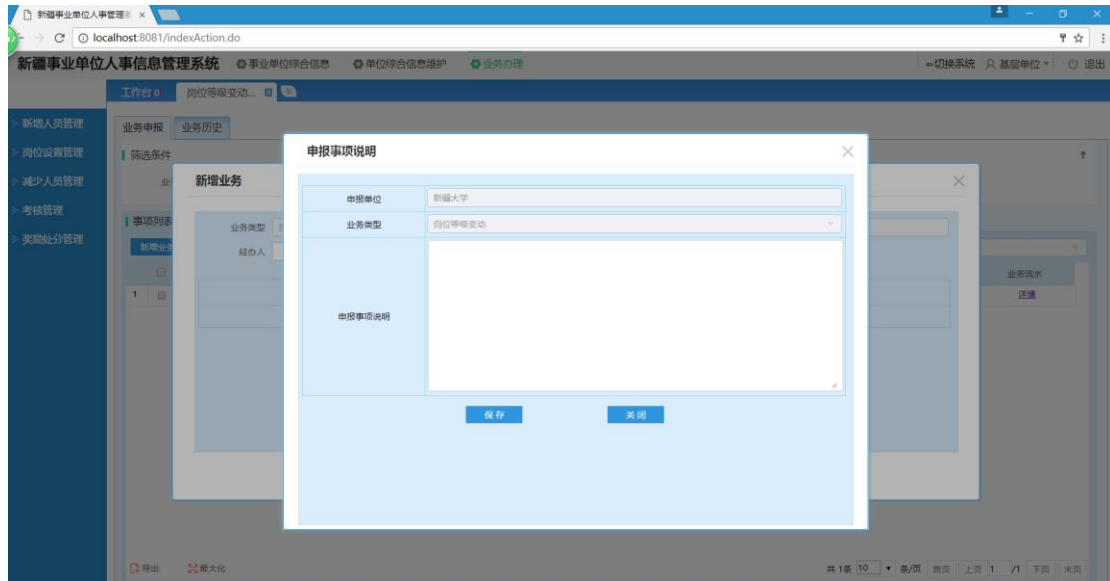 新疆事业单位人事管理系
localhost:8081/indexAction.do
新疆事业单位人事信息管理系统 事业单位综合信息 单位综合信息维护 业务办理 切换系统 基层单位 退出
工作台 0 岗位等级变动...
新增人员管理
岗位设置管理
减少人员管理
考核管理
奖励处分管理
业务申报 业务历史
筛选条件
新增业务
申报事项说明
申报单位 新疆大学
业务类型 岗位等级变动
申报事项说明
保存 关闭
业务类型
经办人
事项列表
新增业务
业务流水
1 详情
导出 最大化 共 1条 10 条/页 首页 上页 1 /1 下页 末页